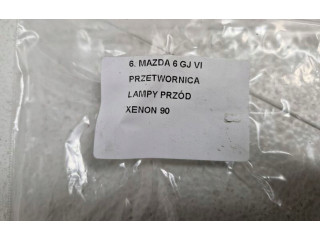 6. MAZDA 6 GJ VI
PRZETWORNICA
LAMPY PRZÓD
XENON 90